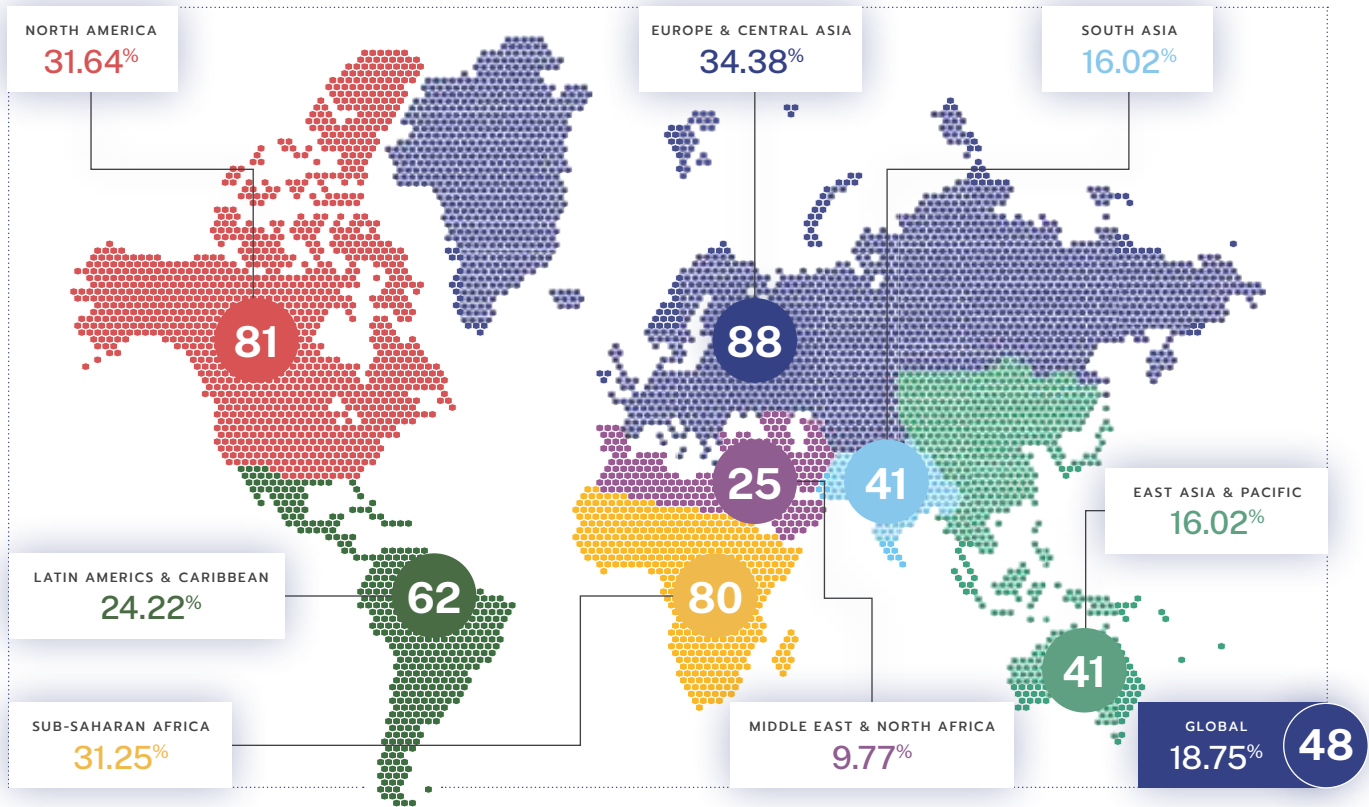 NORTH AMERICA
31.64%
EUROPE & CENTRAL ASIA
34.38%
SOUTH ASIA
16.02%
81
88
25
41
EAST ASIA & PACIFIC
16.02%
LATIN AMERICS & CARIBBEAN
24.22%
62
80
41
SUB-SAHARAN AFRICA
31.25%
MIDDLE EAST & NORTH AFRICA
9.77%
GLOBAL
18.75%
48